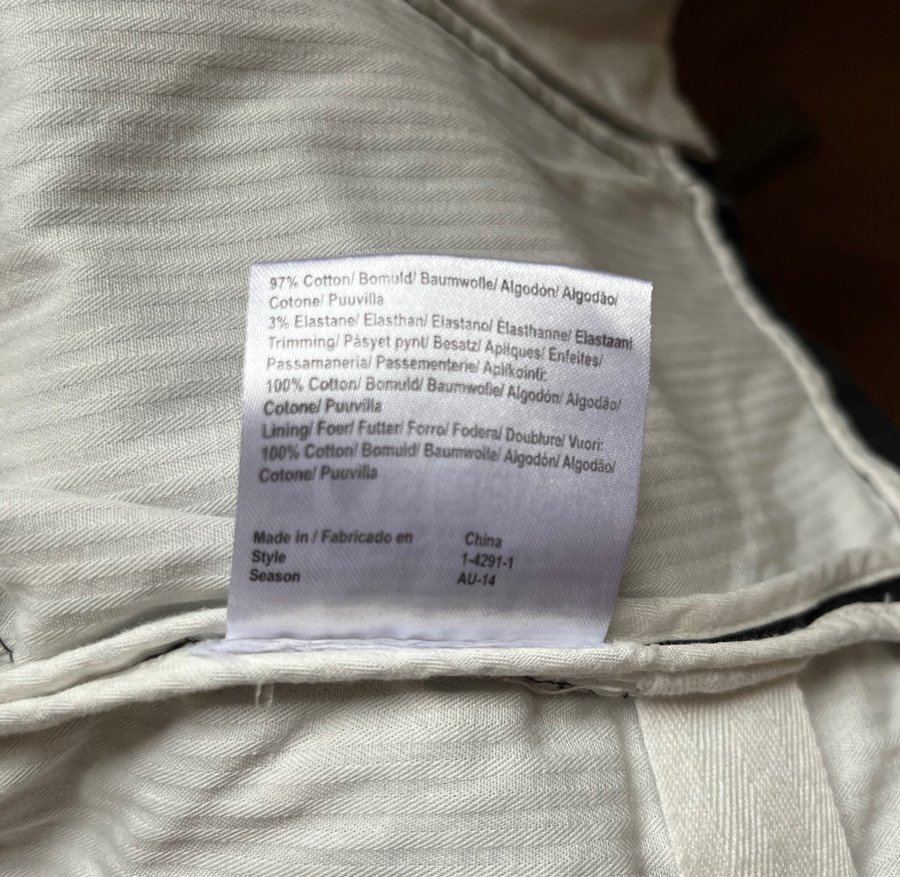 97% Cotton/ Bomuld/ Baumwolle/ Algodón/ Algodão/
Cotone/ Puuvilla
3% Elastane/ Elasthan/ Elastano/ Élasthanne/ Elastaani
Trimming/ Påsyet pynt/ Besatz/ Apliques/ Enfeites/
Passamaneria/ Passementerie/ Aplikointi:
100% Cotton/ Bomuld/ Baumwolle/ Algodón/ Algodão/
Cotone/ Puuvilla
Lining/ Foer/ Futter/ Forro/ Fodera/ Doublure/ Vuori:
100% Cotton/ Bomuld/ Baumwolle/ Algodón/ Algodão/
Cotone/ Puuvilla
Made in / Fabricado en China
Style 1-4291-1
Season AU-14